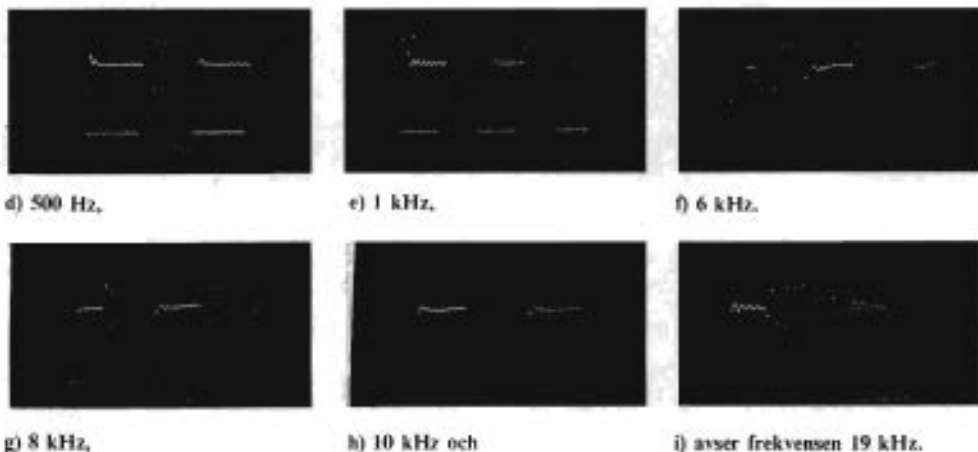 d) 500 Hz,
e) 1 kHz,
f) 6 kHz.
g) 8 kHz,
h) 10 kHz och
i) avser frekvensen 19 kHz.